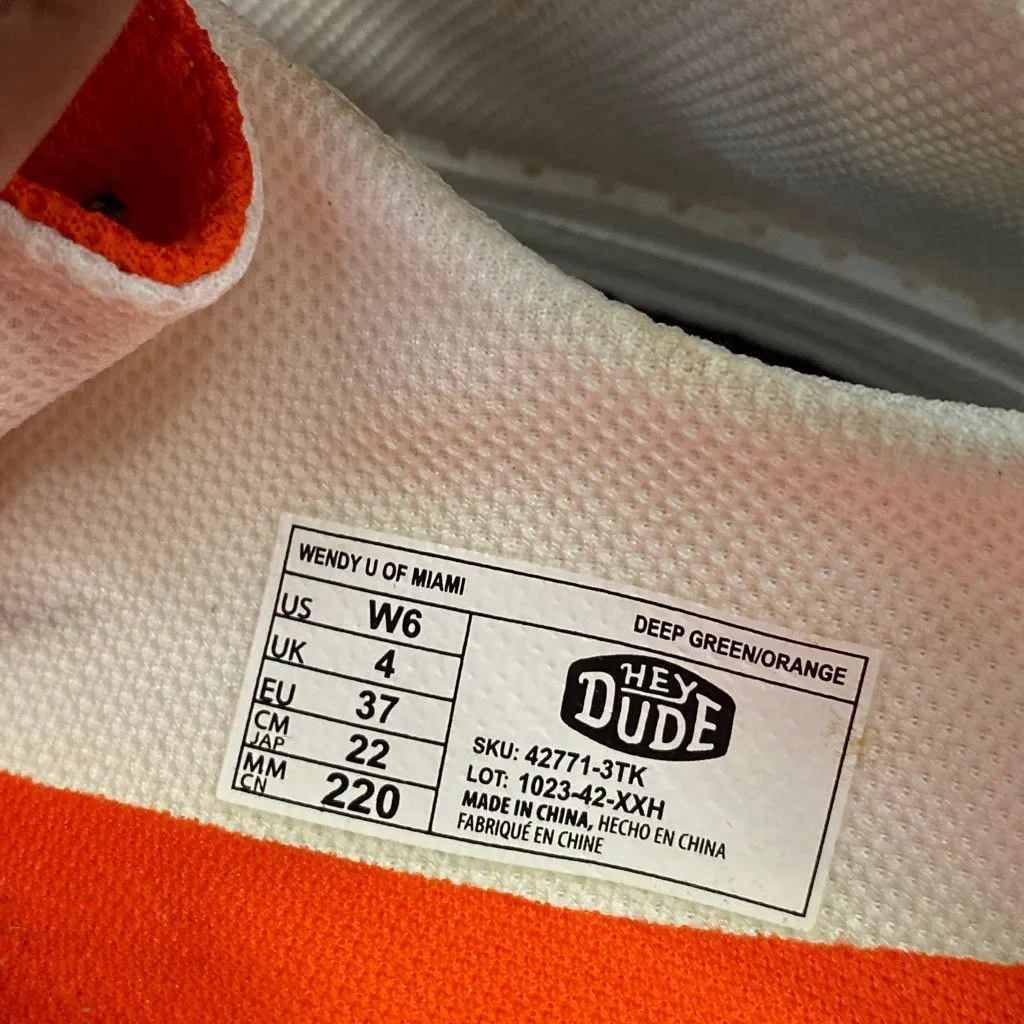 WENDY U OF MIAMI
DEEP GREEN/ORANGE
US W6
UK 4
EU 37
CM JAP 22
MM CN 220
HEY DUDE
SKU: 42771-3TK
LOT: 1023-42-XXH
MADE IN CHINA, HECHO EN CHINA
FABRIQUÉ EN CHINE